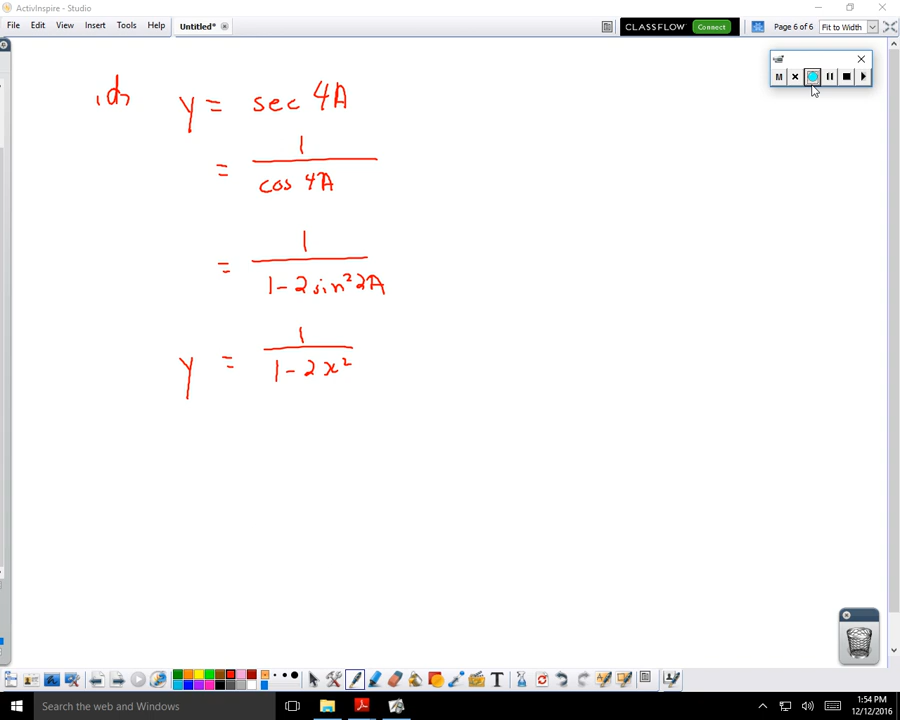 ActivInspire - Studio
File Edit View Insert Tools Help Untitled* CLASSFLOW Connect Page 6 of 6 Fit to Width
M
y = sec 4A
= 1 / cos 4A
= 1 / 1 - 2 sin² 2A
y = 1 / 1 - 2x²
T
Search the web and Windows
1:54 PM
12/12/2016